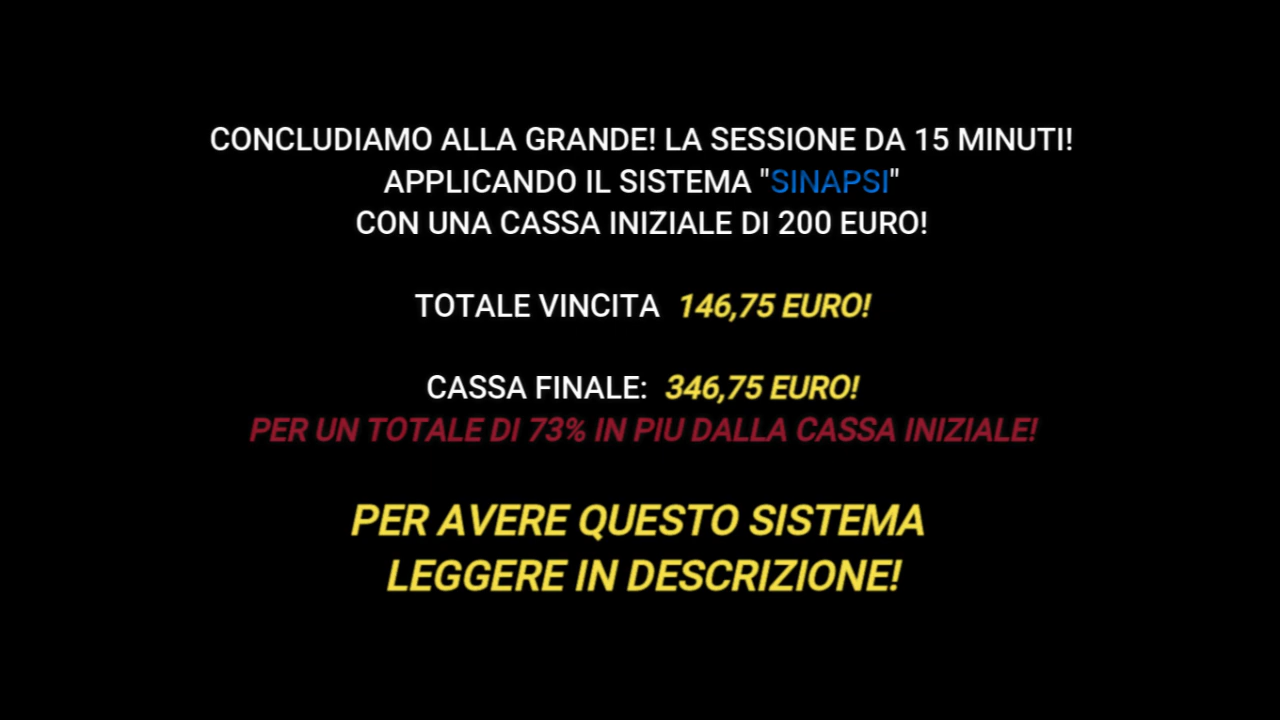 CONCLUDIAMO ALLA GRANDE! LA SESSIONE DA 15 MINUTI!
APPLICANDO IL SISTEMA "SINAPSI"
CON UNA CASSA INIZIALE DI 200 EURO!
TOTALE VINCITA 146,75 EURO!
CASSA FINALE: 346,75 EURO!
PER UN TOTALE DI 73% IN PIU DALLA CASSA INIZIALE!
PER AVERE QUESTO SISTEMA
LEGGERE IN DESCRIZIONE!